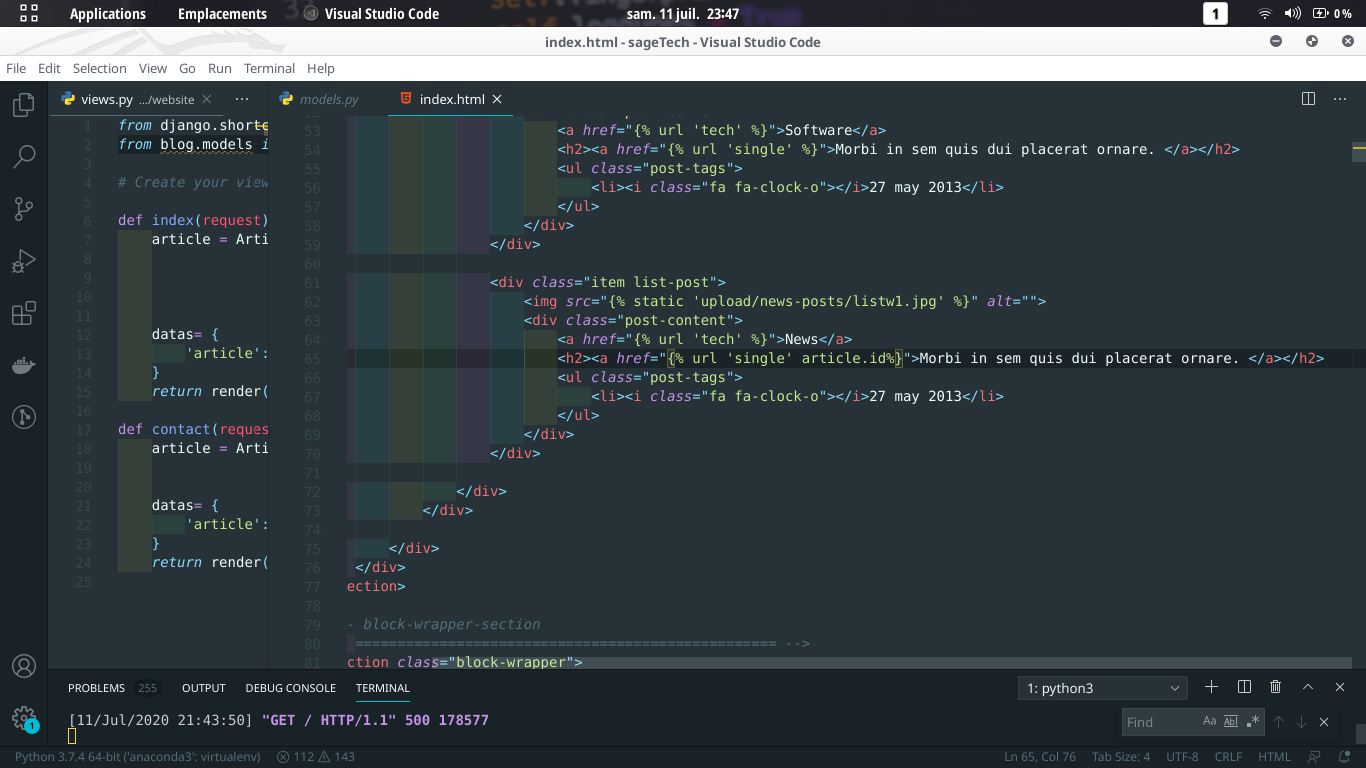 Applications Emplacements Visual Studio Code sam. 11 juil. 23:47 1 0 %
index.html - sageTech - Visual Studio Code
File Edit Selection View Go Run Terminal Help
views.py .../website ✕ ···
1 from django.shortc
2 from blog.models i
3
4 # Create your view
5
6 def index(request)
7 article = Arti
8
9
10
11
12 datas= {
13 'article':
14 }
15 return render(
16
17 def contact(reques
18 article = Arti
19
20
21 datas= {
22 'article':
23 }
24 return render(
25
models.py index.html ✕ ···
53 <a href="{% url 'tech' %}">Software</a>
54 <h2><a href="{% url 'single' %}">Morbi in sem quis dui placerat ornare. </a></h2>
55 <ul class="post-tags">
56 <li><i class="fa fa-clock-o"></i>27 may 2013</li>
57 </ul>
58 </div>
59 </div>
60
61 <div class="item list-post">
62 <img src="{% static 'upload/news-posts/listw1.jpg' %}" alt="">
63 <div class="post-content">
64 <a href="{% url 'tech' %}">News</a>
65 <h2><a href="{% url 'single' article.id%}">Morbi in sem quis dui placerat ornare. </a></h2>
66 <ul class="post-tags">
67 <li><i class="fa fa-clock-o"></i>27 may 2013</li>
68 </ul>
69 </div>
70 </div>
71
72 </div>
73 </div>
74
75 </div>
76 </div>
77 ection>
78
79 - block-wrapper-section
80 ================================================== -->
81 ction class="block-wrapper">
PROBLEMS 255 OUTPUT DEBUG CONSOLE TERMINAL 1: python3
[11/Jul/2020 21:43:50] "GET / HTTP/1.1" 500 178577
Find Aa Abl .*
1 Python 3.7.4 64-bit ('anaconda3': virtualenv) 112 143 Ln 65, Col 76 Tab Size: 4 UTF-8 CRLF HTML